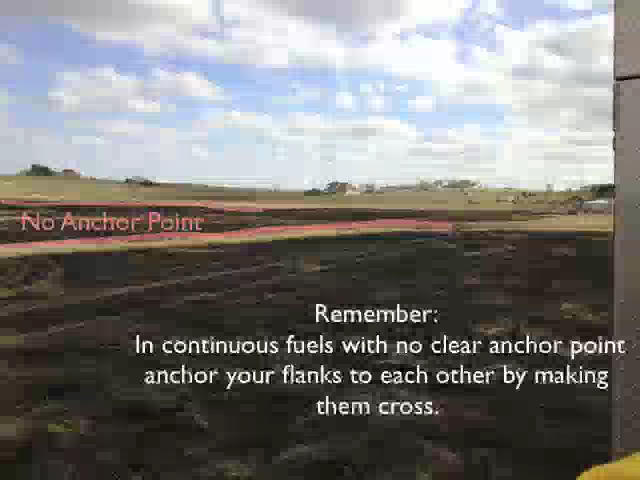 No Anchor Point
Remember:
In continuous fuels with no clear anchor point
anchor your flanks to each other by making
them cross.